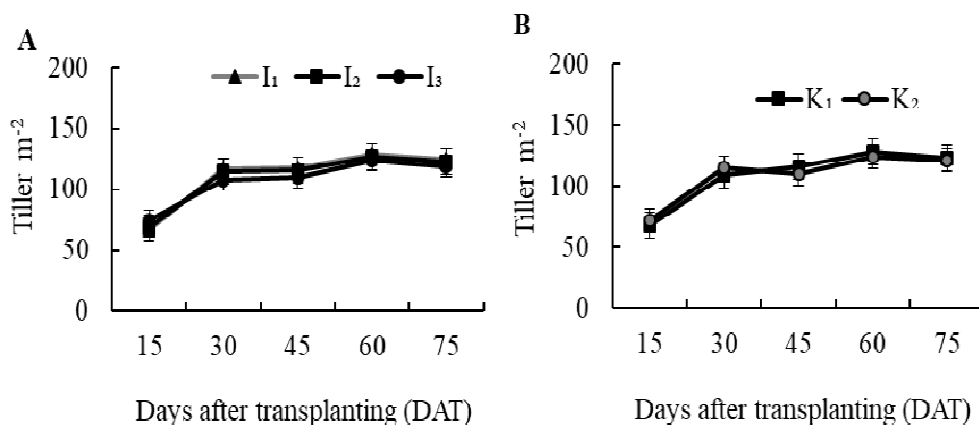 A
200
150
100
50
0
Tiller m⁻²
I₁ I₂ I₃
15 30 45 60 75
Days after transplanting (DAT)
B
200
150
100
50
0
Tiller m⁻²
K₁ K₂
15 30 45 60 75
Days after transplanting (DAT)